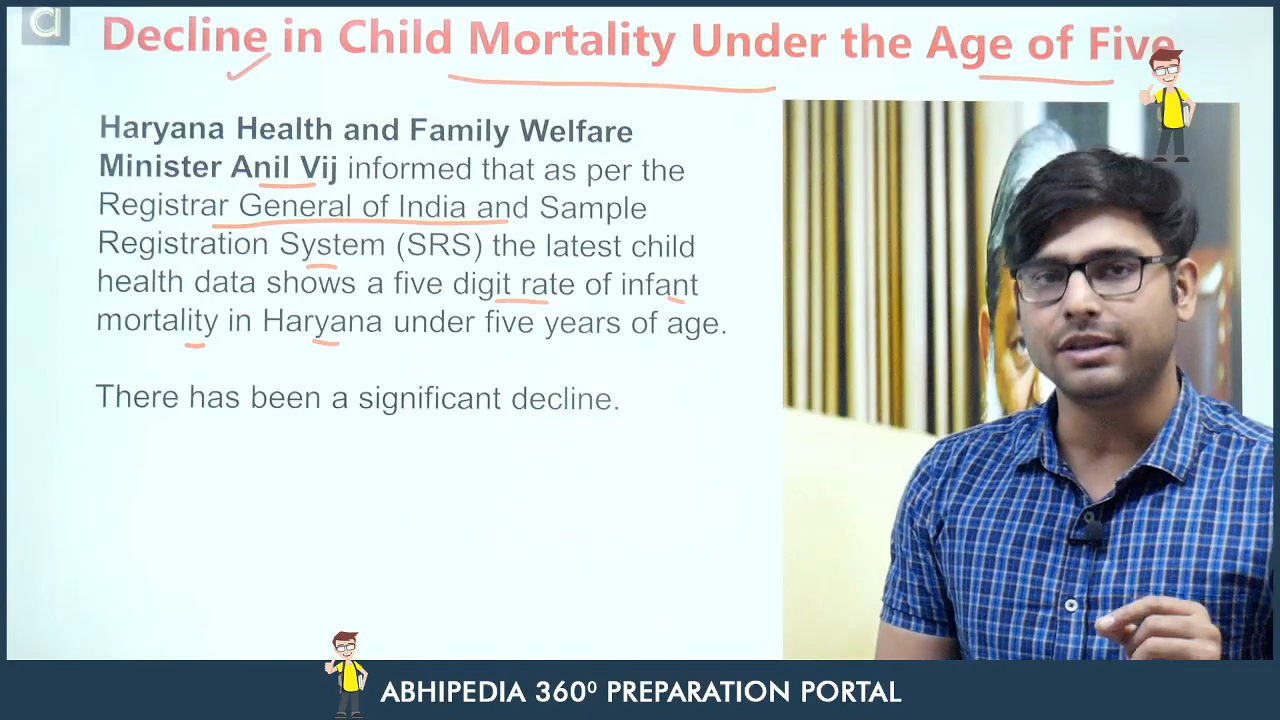 d
Decline in Child Mortality Under the Age of Five
Haryana Health and Family Welfare
Minister Anil Vij informed that as per the
Registrar General of India and Sample
Registration System (SRS) the latest child
health data shows a five digit rate of infant
mortality in Haryana under five years of age.
There has been a significant decline.
ABHIPEDIA 360⁰ PREPARATION PORTAL